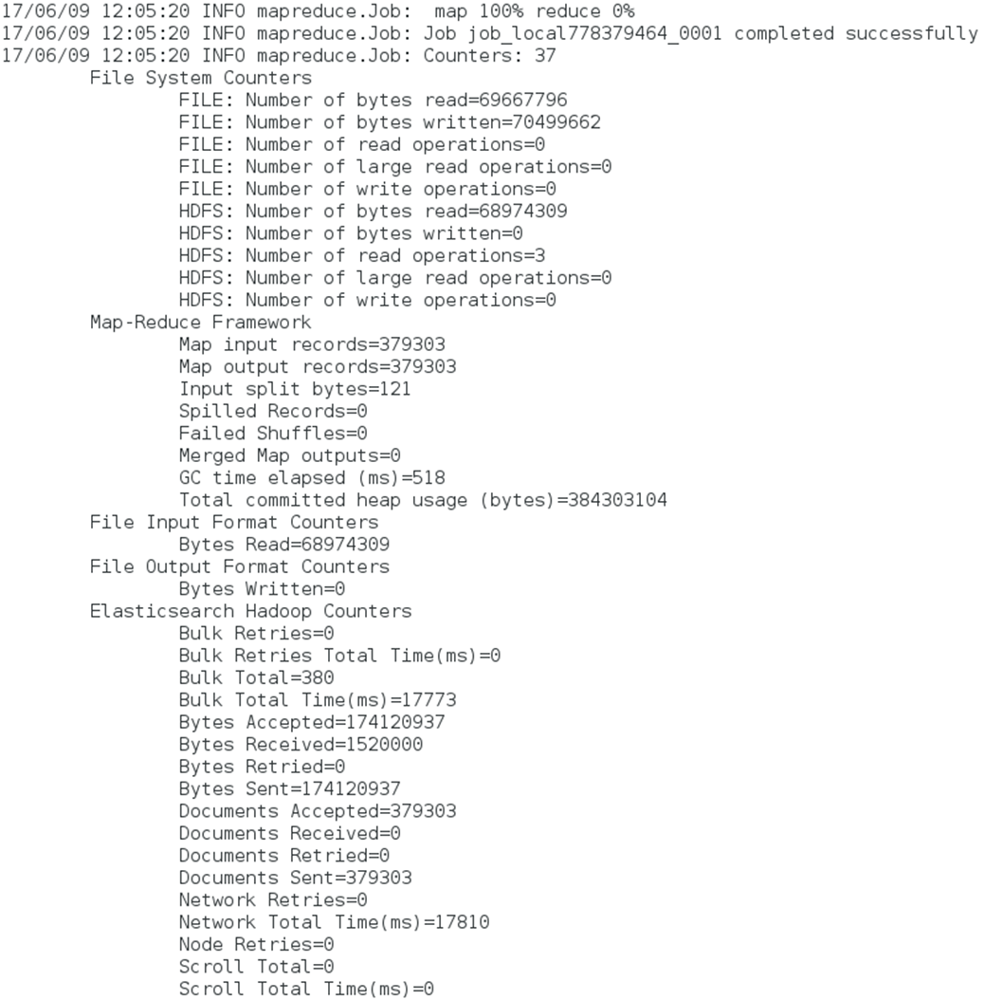 17/06/09 12:05:20 INFO mapreduce.Job:  map 100% reduce 0%
17/06/09 12:05:20 INFO mapreduce.Job: Job job_local778379464_0001 completed successfully
17/06/09 12:05:20 INFO mapreduce.Job: Counters: 37
File System Counters
FILE: Number of bytes read=69667796
FILE: Number of bytes written=70499662
FILE: Number of read operations=0
FILE: Number of large read operations=0
FILE: Number of write operations=0
HDFS: Number of bytes read=68974309
HDFS: Number of bytes written=0
HDFS: Number of read operations=3
HDFS: Number of large read operations=0
HDFS: Number of write operations=0
Map-Reduce Framework
Map input records=379303
Map output records=379303
Input split bytes=121
Spilled Records=0
Failed Shuffles=0
Merged Map outputs=0
GC time elapsed (ms)=518
Total committed heap usage (bytes)=384303104
File Input Format Counters
Bytes Read=68974309
File Output Format Counters
Bytes Written=0
Elasticsearch Hadoop Counters
Bulk Retries=0
Bulk Retries Total Time(ms)=0
Bulk Total=380
Bulk Total Time(ms)=17773
Bytes Accepted=174120937
Bytes Received=1520000
Bytes Retried=0
Bytes Sent=174120937
Documents Accepted=379303
Documents Received=0
Documents Retried=0
Documents Sent=379303
Network Retries=0
Network Total Time(ms)=17810
Node Retries=0
Scroll Total=0
Scroll Total Time(ms)=0